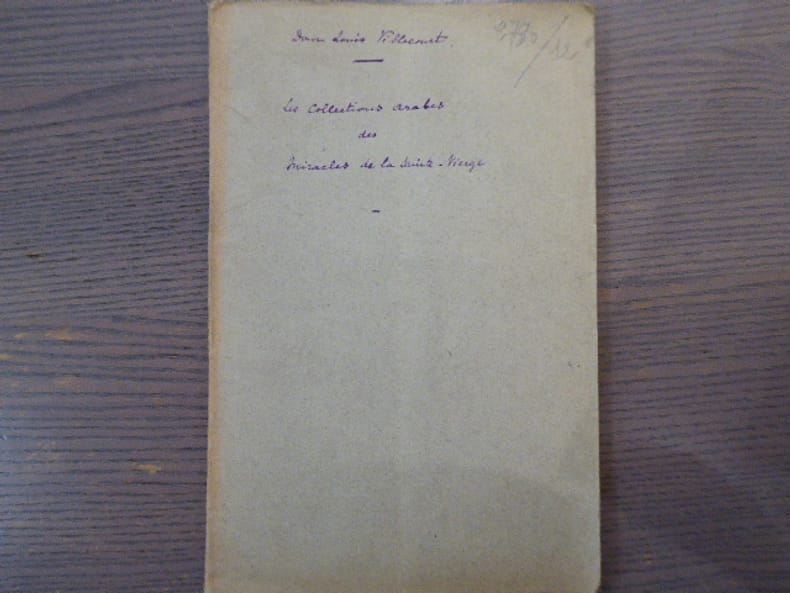 Dom Louis Villecourt.
Les Collections arabes
des
Miracles de la Sainte-Vierge